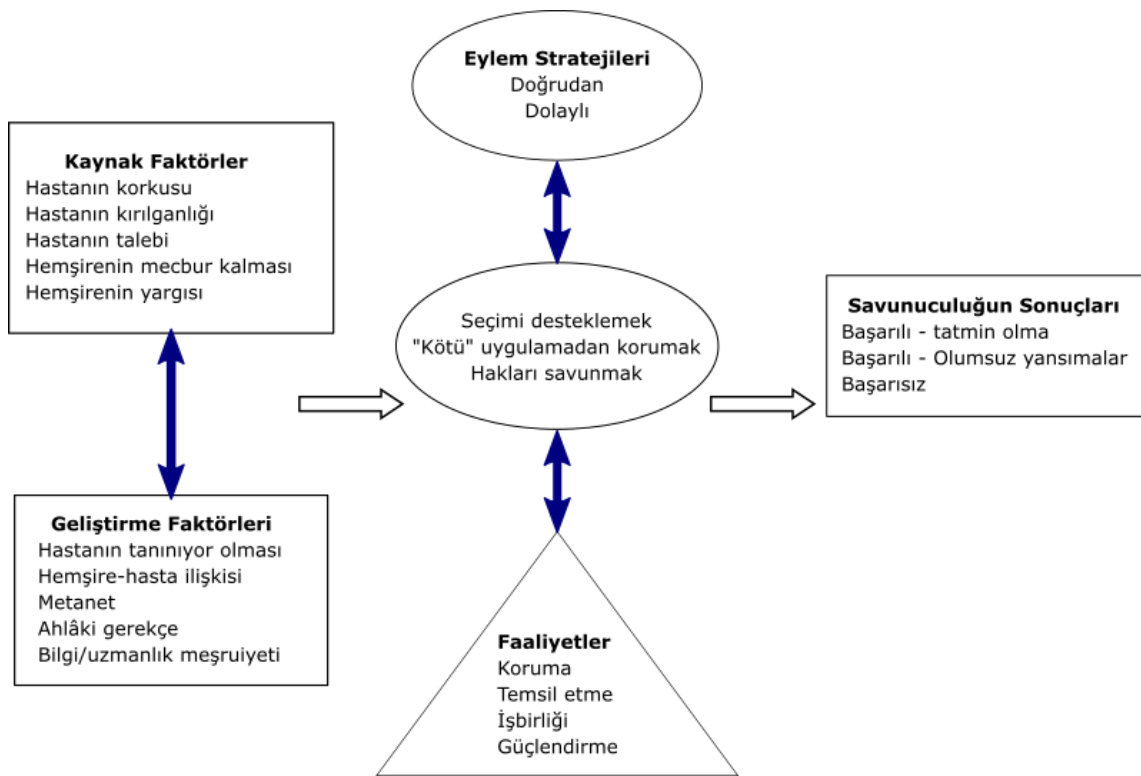 Eylem Stratejileri
Doğrudan
Dolaylı
Kaynak Faktörler
Hastanın korkusu
Hastanın kırılganlığı
Hastanın talebi
Hemşirenin mecbur kalması
Hemşirenin yargısı
Seçimi desteklemek
"Kötü" uygulamadan korumak
Hakları savunmak
Savunuculuğun Sonuçları
Başarılı - tatmin olma
Başarılı - Olumsuz yansımalar
Başarısız
Geliştirme Faktörleri
Hastanın tanınıyor olması
Hemşire-hasta ilişkisi
Metanet
Ahlâki gerekçe
Bilgi/uzmanlık meşruiyeti
Faaliyetler
Koruma
Temsil etme
İşbirliği
Güçlendirme